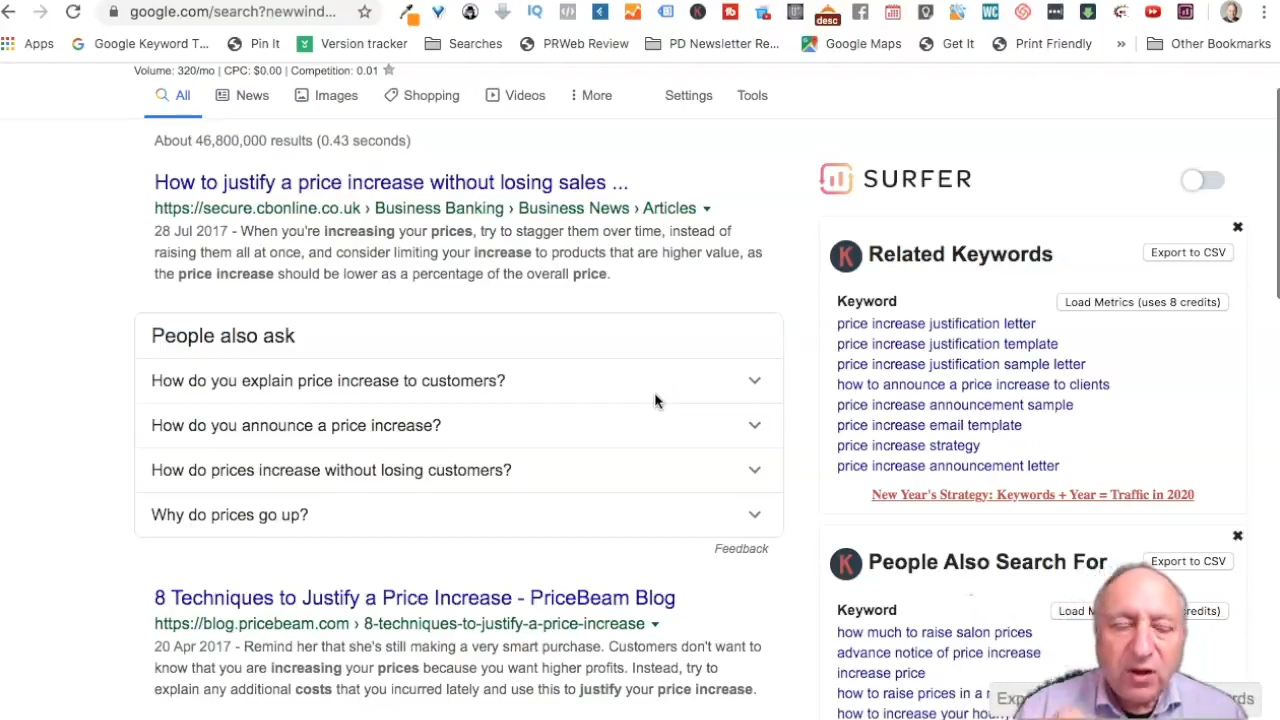 google.com/search?newwind...
desc
WC
Apps
Google Keyword T...
Pin It
Version tracker
Searches
PRWeb Review
PD Newsletter Re...
Google Maps
Get It
Print Friendly
»
Other Bookmarks
Volume: 320/mo | CPC: $0.00 | Competition: 0.01
All
News
Images
Shopping
Videos
More
Settings
Tools
About 46,800,000 results (0.43 seconds)
How to justify a price increase without losing sales ...
https://secure.cbonline.co.uk › Business Banking › Business News › Articles
28 Jul 2017 - When you're increasing your prices, try to stagger them over time, instead of
raising them all at once, and consider limiting your increase to products that are higher value, as
the price increase should be lower as a percentage of the overall price.
People also ask
How do you explain price increase to customers?
How do you announce a price increase?
How do prices increase without losing customers?
Why do prices go up?
Feedback
8 Techniques to Justify a Price Increase - PriceBeam Blog
https://blog.pricebeam.com › 8-techniques-to-justify-a-price-increase
20 Apr 2017 - Remind her that she's still making a very smart purchase. Customers don't want to
know that you are increasing your prices because you want higher profits. Instead, try to
explain any additional costs that you incurred lately and use this to justify your price increase.
SURFER
K
Related Keywords
Export to CSV
Keyword
Load Metrics (uses 8 credits)
price increase justification letter
price increase justification template
price increase justification sample letter
how to announce a price increase to clients
price increase announcement sample
price increase email template
price increase strategy
price increase announcement letter
New Year's Strategy: Keywords + Year = Traffic in 2020
K
People Also Search For
Export to CSV
Keyword
how much to raise salon prices
advance notice of price increase
increase price
how to raise prices in a
how to increase your